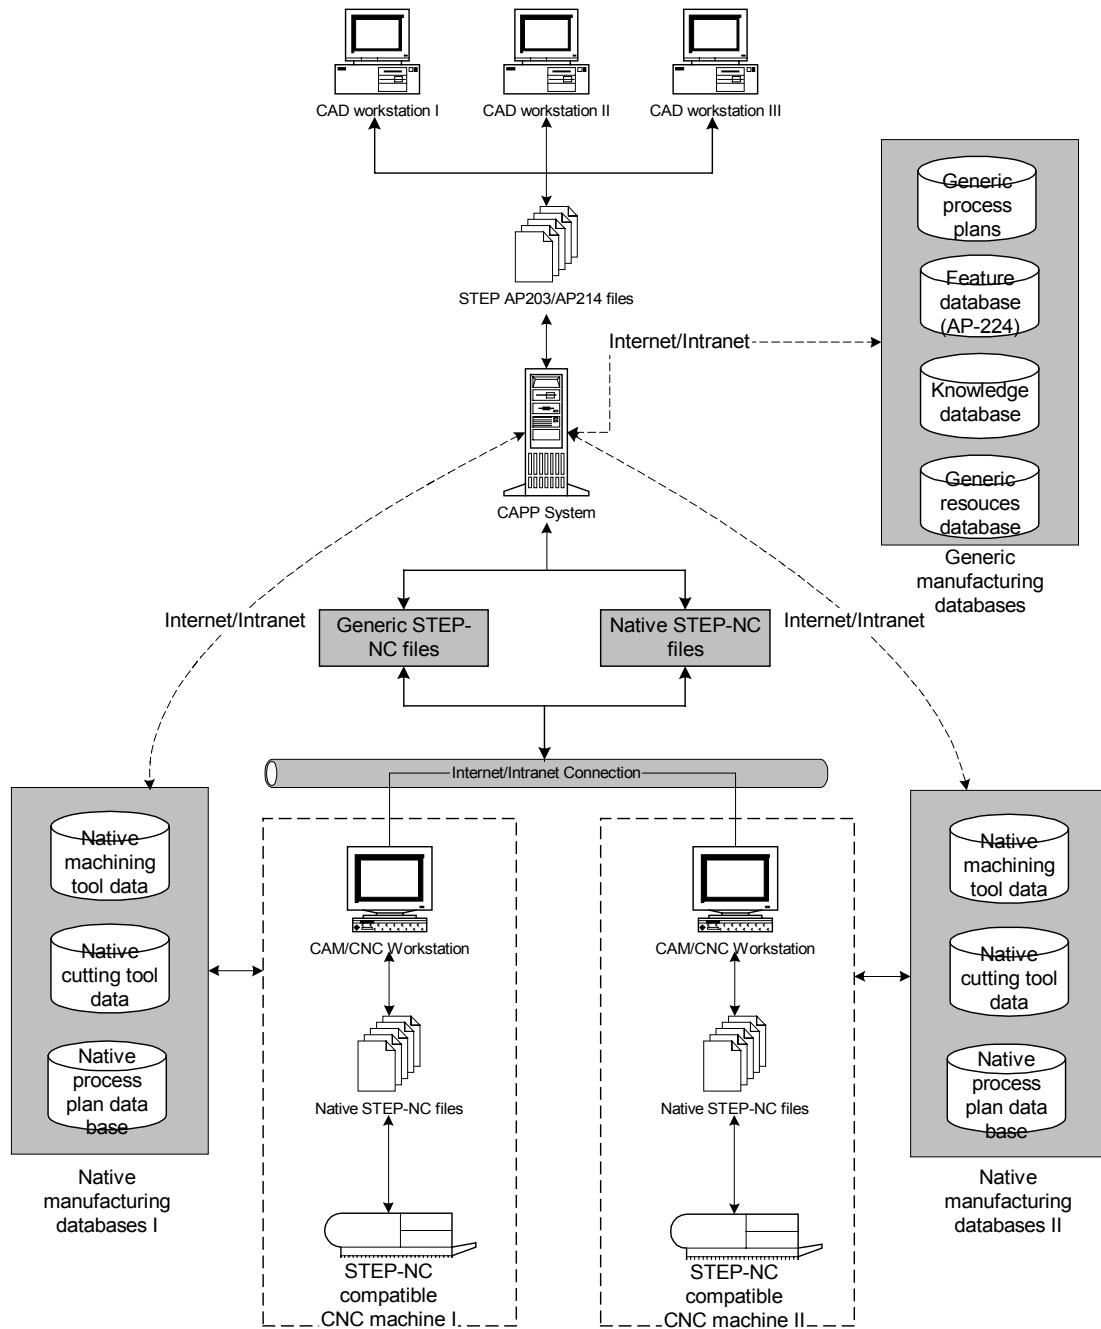 CAD workstation I
CAD workstation II
CAD workstation III
STEP AP203/AP214 files
Internet/Intranet
Generic
process
plans
Feature
database
(AP-224)
Knowledge
database
Generic
resouces
database
Generic
manufacturing
databases
CAPP System
Internet/Intranet
Generic STEP-
NC files
Native STEP-NC
files
Internet/Intranet
Internet/Intranet Connection
Native
machining
tool data
Native
cutting tool
data
Native
process
plan data
base
Native
manufacturing
databases I
CAM/CNC Workstation
Native STEP-NC files
STEP-NC
compatible
CNC machine I
CAM/CNC Workstation
Native STEP-NC files
STEP-NC
compatible
CNC machine II
Native
machining
tool data
Native
cutting tool
data
Native
process
plan data
base
Native
manufacturing
databases II